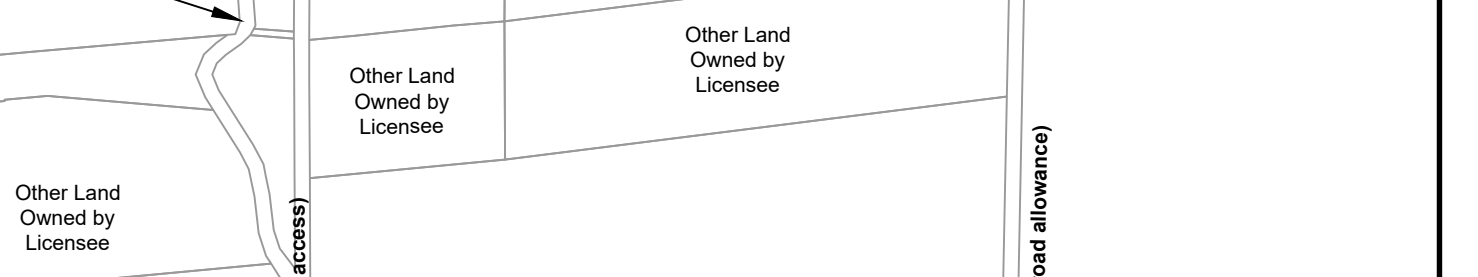 Other Land
Owned by
Licensee
Other Land
Owned by
Licensee
Other Land
Owned by
Licensee
access)
oad allowance)